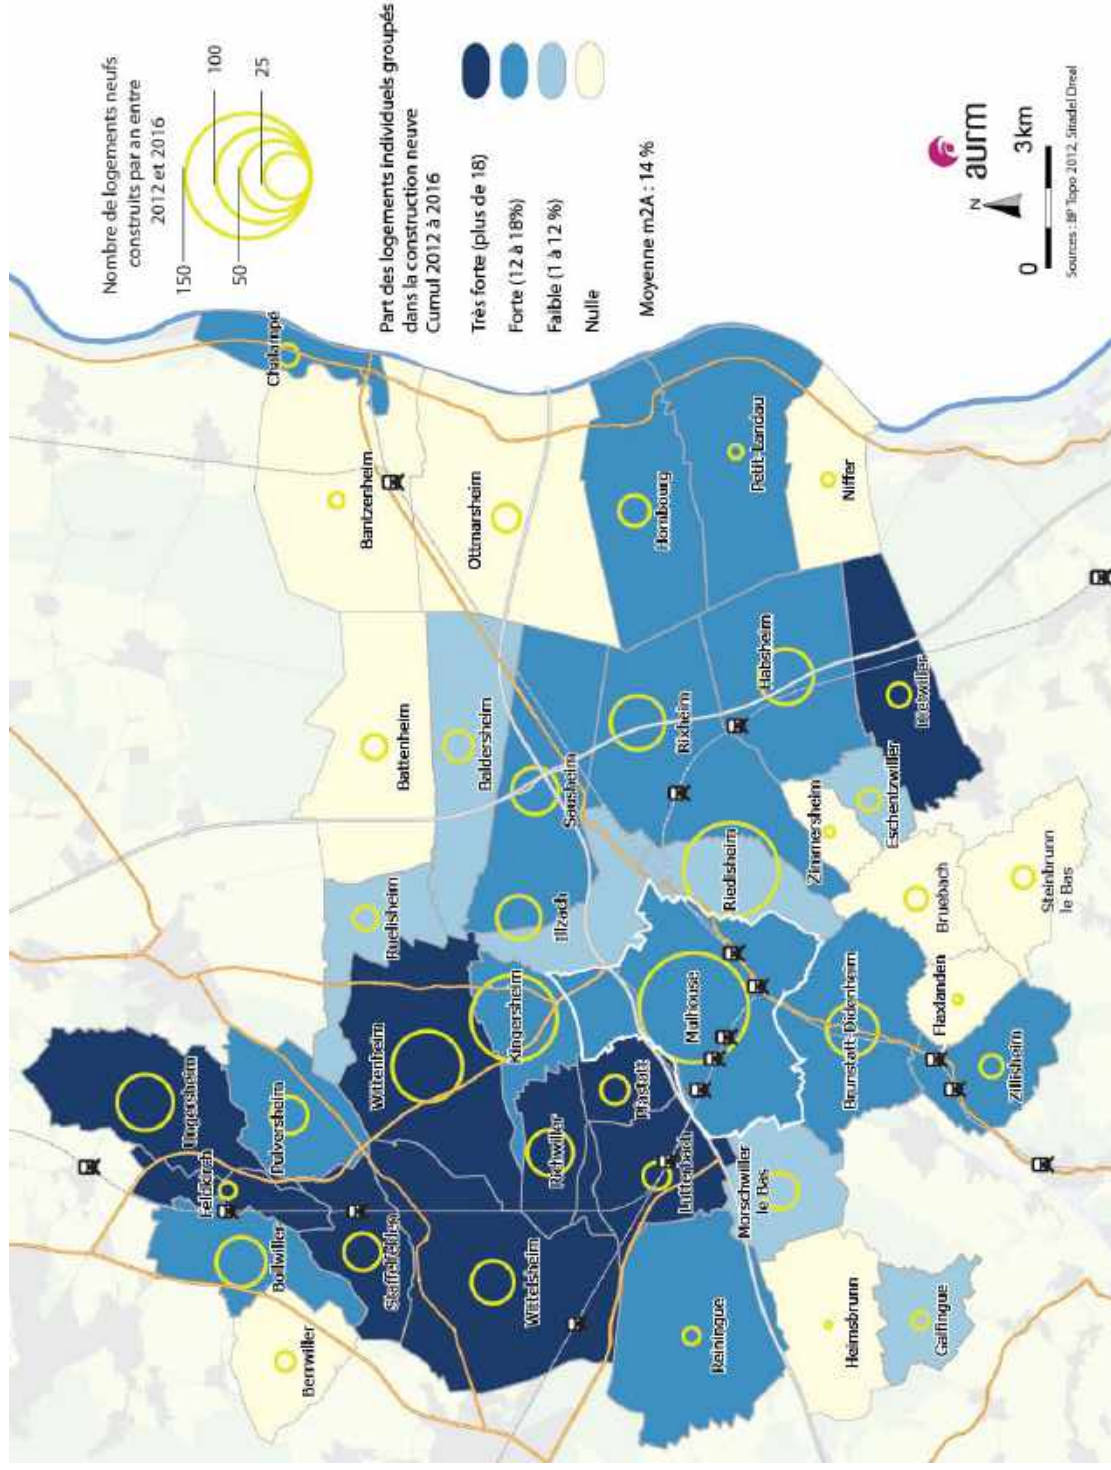 Nombre de logements neufs
construits par an entre
2012 et 2016
150
100
50
25
Part des logements individuels groupés
dans la construction neuve
Cumul 2012 à 2016
Très forte (plus de 18)
Forte (12 à 18%)
Faible (1 à 12 %)
Nulle
Moyenne m2A : 14 %
N
aurm
0
3km
Sources : BP Topo 2012, Sitadel Dreal
Chalampé
Bantzenheim
Ottmarsheim
Hombourg
Petit-Landau
Niffer
Battenheim
Baldersheim
Sausheim
Rixheim
Habsheim
Dietwiller
Ruelisheim
Illzach
Riedisheim
Zimmersheim
Eschentzwiller
Bruebach
Steinbrunn
le Bas
Ungersheim
Pulversheim
Wittenheim
Kingersheim
Mulhouse
Brunstatt-Didenheim
Flaxlanden
Zillisheim
Feldkirch
Bollwiller
Staffelfelden
Richwiller
Pfastatt
Lutterbach
Morschwiller
le Bas
Berrwiller
Wittelsheim
Reiningue
Heimsbrunn
Galfingue